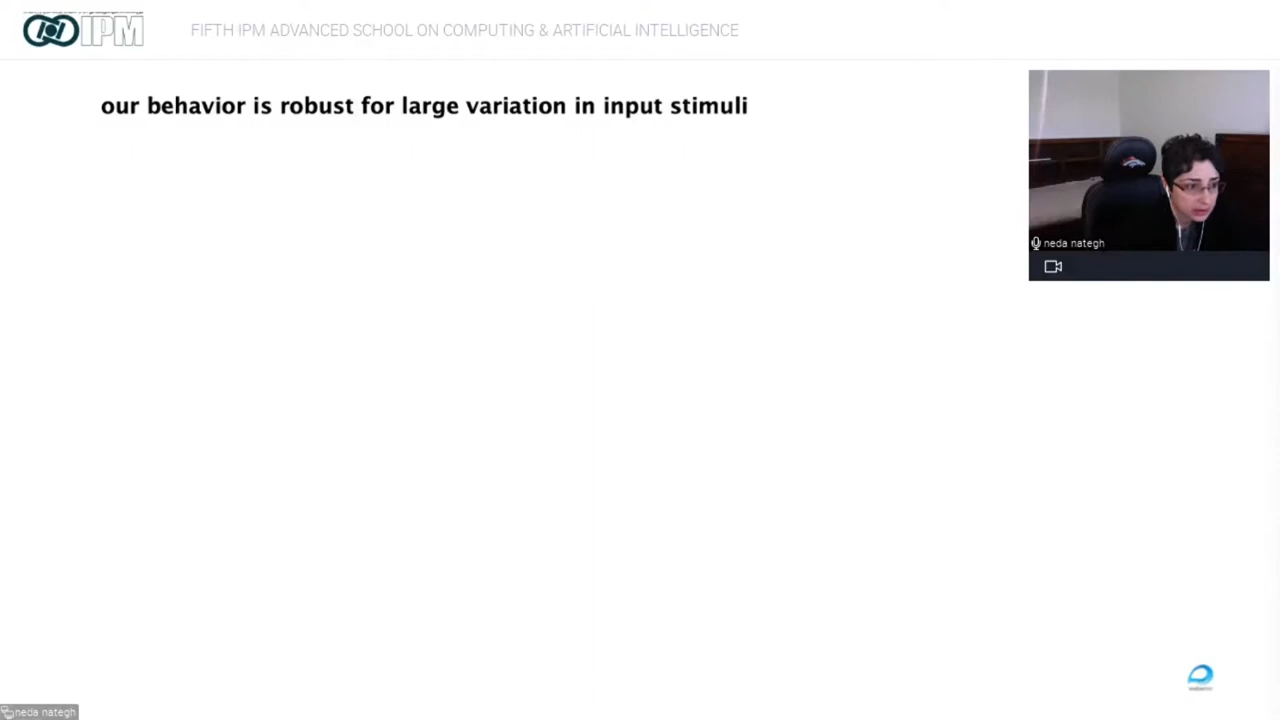 IPM
FIFTH IPM ADVANCED SCHOOL ON COMPUTING & ARTIFICIAL INTELLIGENCE
our behavior is robust for large variation in input stimuli
neda nategh
neda nategh